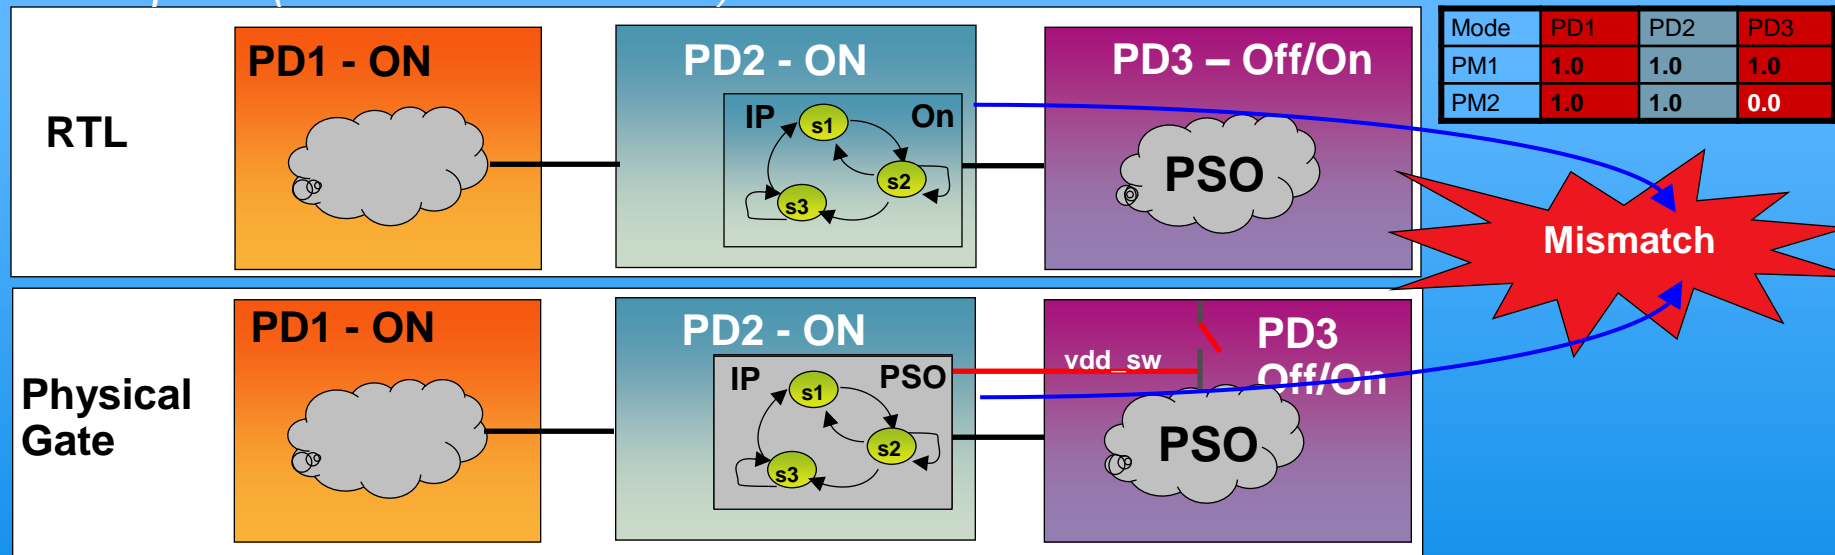 Mode PD1 PD2 PD3
PM1 1.0 1.0 1.0
PM2 1.0 1.0 0.0
RTL
PD1 - ON
PD2 - ON
IP On
s1
s2
s3
PD3 – Off/On
PSO
Mismatch
Physical
Gate
PD1 - ON
PD2 - ON
IP PSO
s1
s2
s3
PD3
Off/On
vdd_sw
PSO